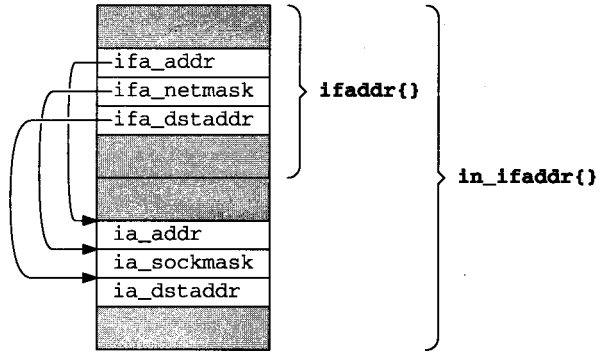 ifa_addr
ifa_netmask
ifa_dstaddr
ifaddr{}
in_ifaddr{}
ia_addr
ia_sockmask
ia_dstaddr